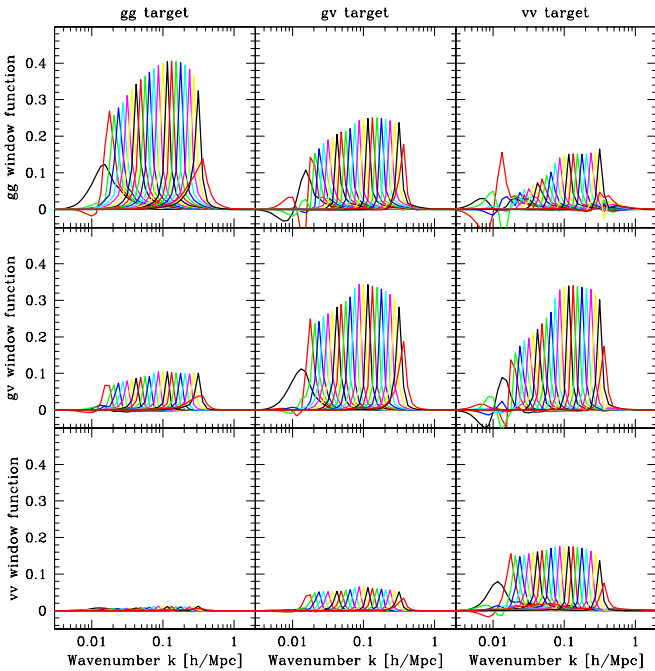 gg target gv target vv target
gg window function
0.4
0.3
0.2
0.1
0
gv window function
0.4
0.3
0.2
0.1
0
vv window function
0.4
0.3
0.2
0.1
0
0.01 0.1 1 0.01 0.1 1 0.01 0.1 1
Wavenumber k [h/Mpc] Wavenumber k [h/Mpc] Wavenumber k [h/Mpc]